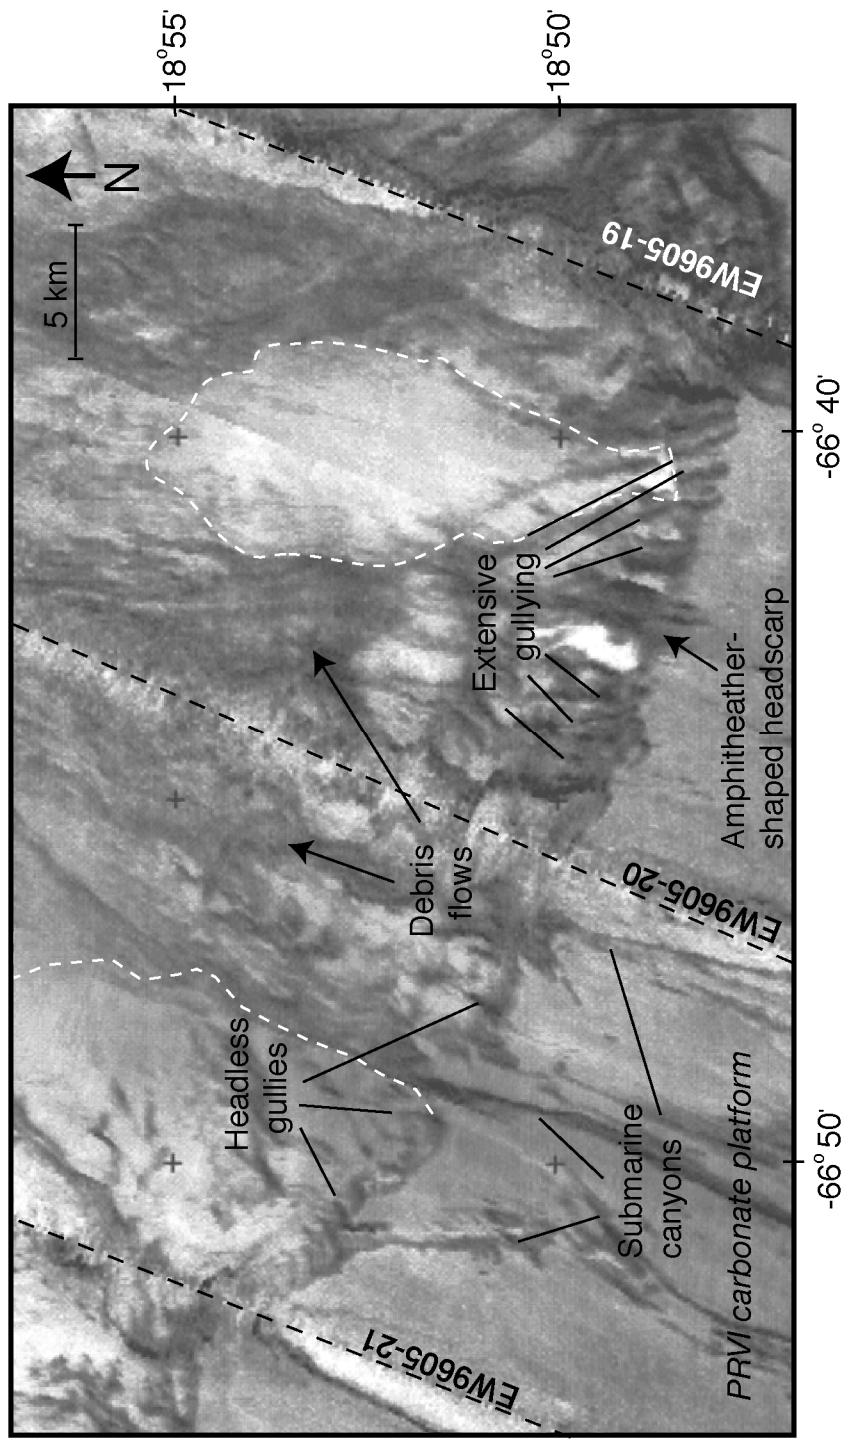 18°55'
18°50'
N
5 km
EW9605-19
-66° 40'
Extensive
gullying
Amphitheather-
shaped headscarp
Debris
flows
EW9605-20
Headless
gullies
Submarine
canyons
PRVI carbonate platform
-66° 50'
EW9605-21